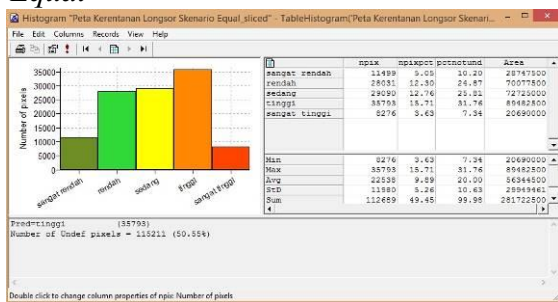 Equal
Histogram "Peta Kerentanan Longsor Skenario Equal_sliced" - TableHistogram('Peta Kerentanan Longsor Skenari...
File Edit Columns Records View Help
Number of pixels
35000
30000
25000
20000
15000
10000
5000
0
sangat rendah rendah sedang tinggi sangat tinggi
npix npixpct pctnotund Area
sangat rendah 11499 5.05 10.20 28747500
rendah 28031 12.30 24.87 70077500
sedang 29090 12.76 25.81 72725000
tinggi 35793 15.71 31.76 89482500
sangat tinggi 8276 3.63 7.34 20690000
Min 8276 3.63 7.34 20690000
Max 35793 15.71 31.76 89482500
Avg 22538 9.89 20.00 56344500
StD 11980 5.26 10.63 29949461
Sum 112689 49.45 99.98 281722500
Pred=tinggi (35793)
Number of Undef pixels = 115211 (50.55%)
Double click to change column properties of npix: Number of pixels